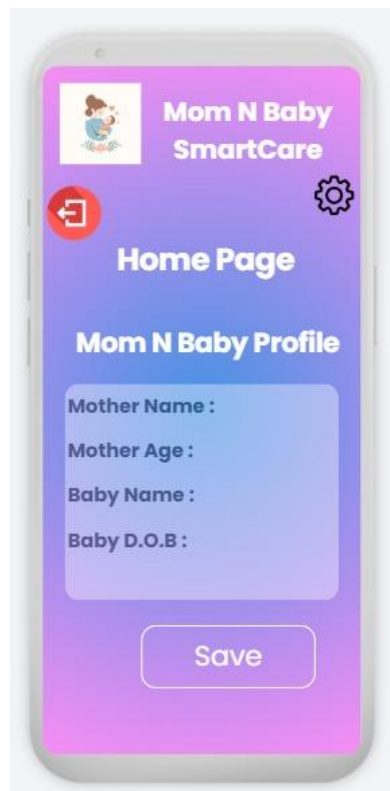 Mom N Baby
SmartCare
Home Page
Mom N Baby Profile
Mother Name :
Mother Age :
Baby Name :
Baby D.O.B :
Save